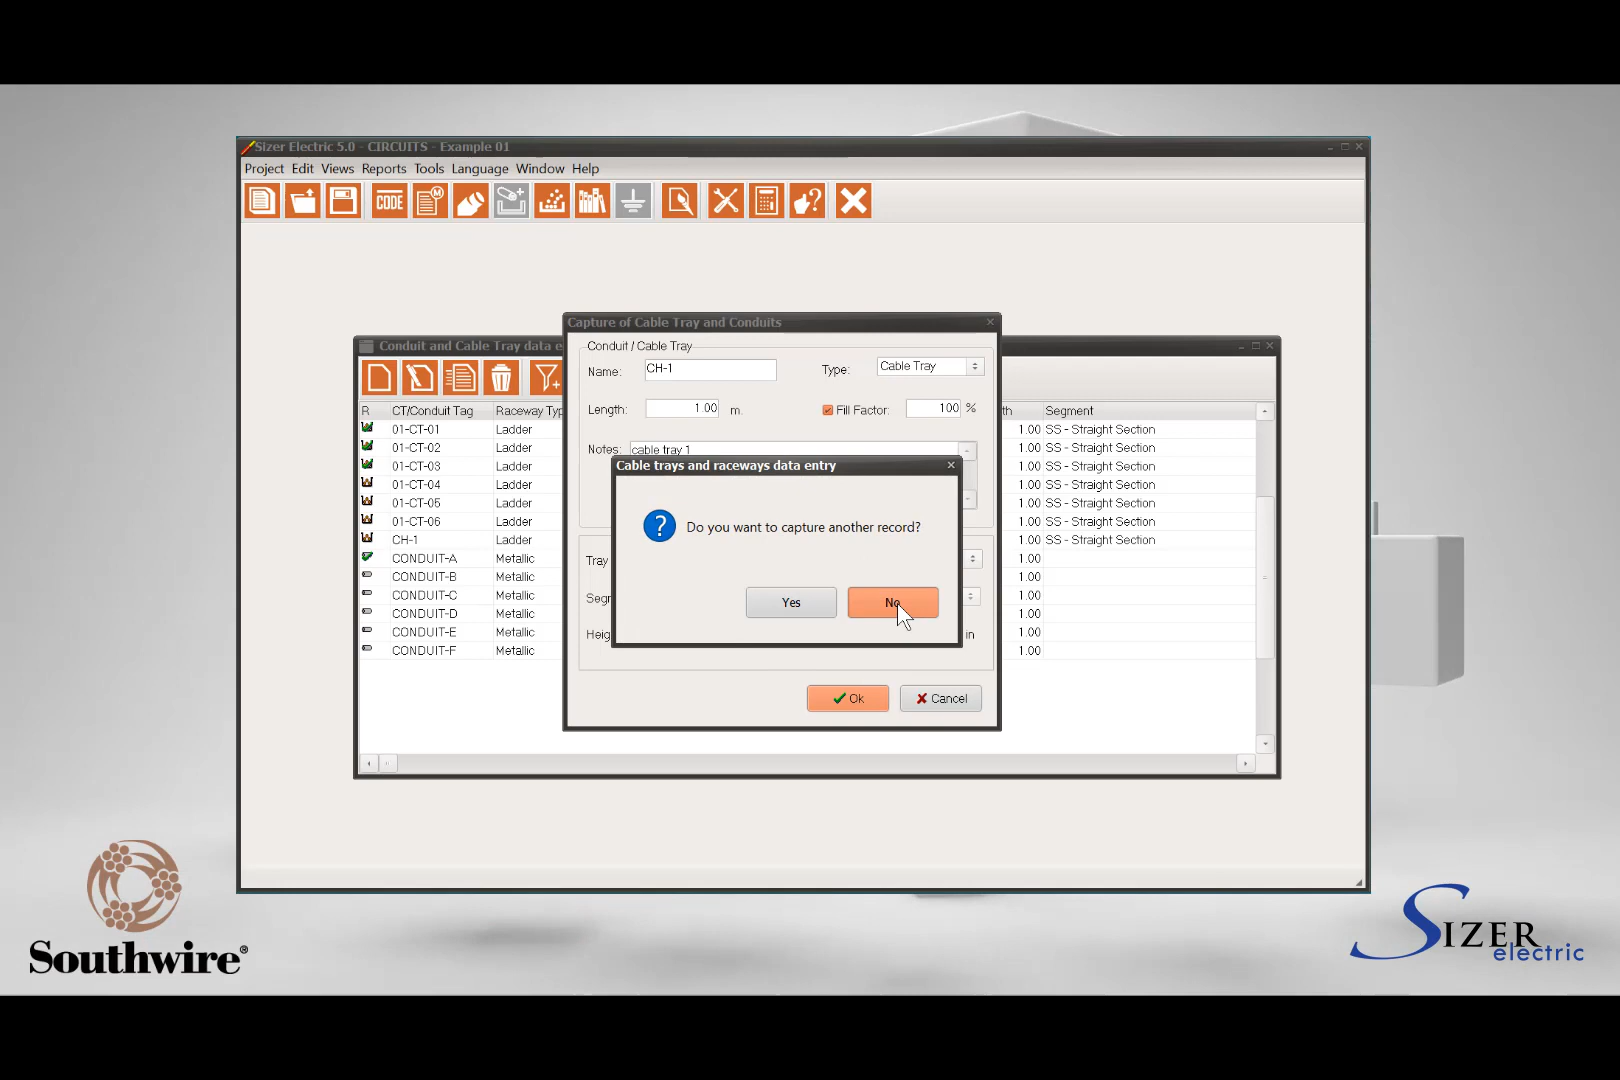 Sizer Electric 5.0 - CIRCUITS - Example 01
Project Edit Views Reports Tools Language Window Help
CODE M ?
Capture of Cable Tray and Conduits
Conduit and Cable Tray data e
Conduit / Cable Tray
Name: CH-1 Type: Cable Tray
Length: 1.00 m. Fill Factor: 100 %
Notes: cable tray 1
R CT/Conduit Tag Raceway Typ th Segment
01-CT-01 Ladder 1.00 SS - Straight Section
01-CT-02 Ladder 1.00 SS - Straight Section
01-CT-03 Ladder 1.00 SS - Straight Section
01-CT-04 Ladder 1.00 SS - Straight Section
01-CT-05 Ladder 1.00 SS - Straight Section
01-CT-06 Ladder 1.00 SS - Straight Section
CH-1 Ladder 1.00 SS - Straight Section
CONDUIT-A Metallic 1.00
CONDUIT-B Metallic 1.00
CONDUIT-C Metallic 1.00
CONDUIT-D Metallic 1.00
CONDUIT-E Metallic 1.00
CONDUIT-F Metallic 1.00
Cable trays and raceways data entry
? Do you want to capture another record?
Yes No
Tray
Segr
Heig in
Ok Cancel
Southwire®
SIZER
electric